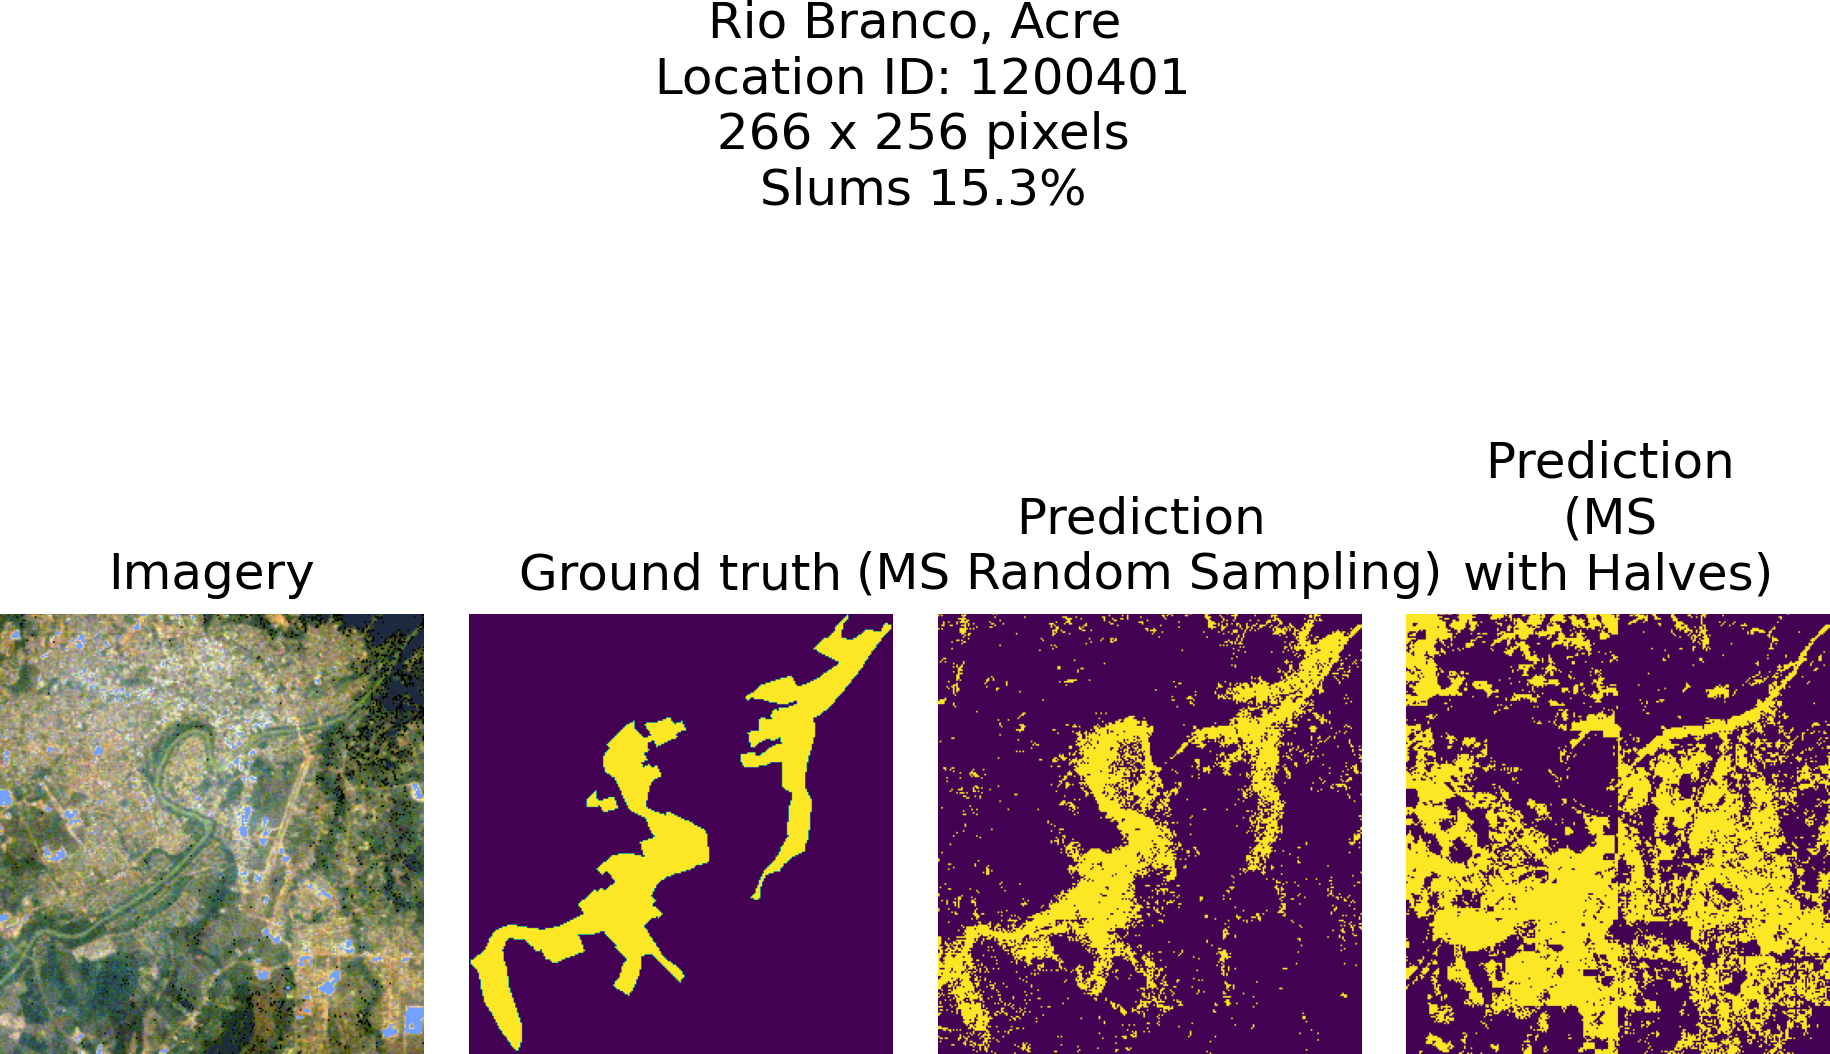 Rio Branco, Acre
Location ID: 1200401
266 x 256 pixels
Slums 15.3%
Imagery
Ground truth
Prediction
(MS Random Sampling)
Prediction
(MS
with Halves)